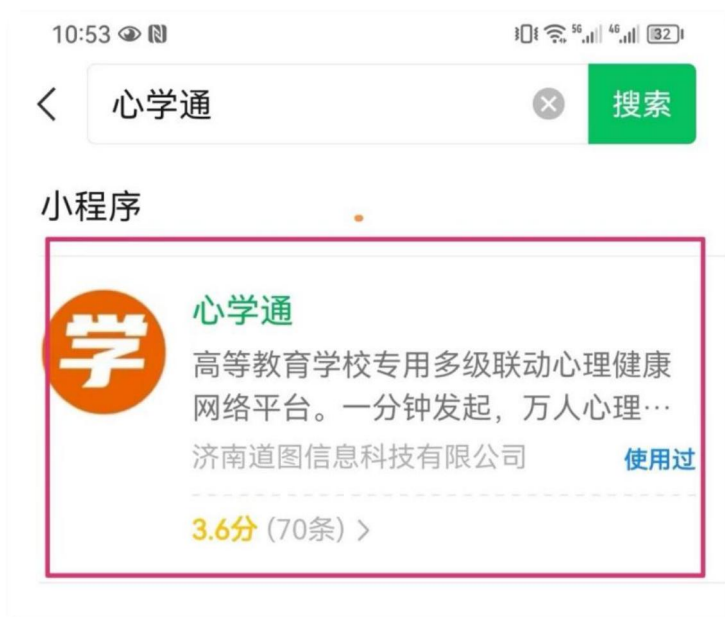 10:53
5G 4G 32
心学通
搜索
小程序
学
心学通
高等教育学校专用多级联动心理健康
网络平台。一分钟发起，万人心理…
济南道图信息科技有限公司
使用过
3.6分 (70条)